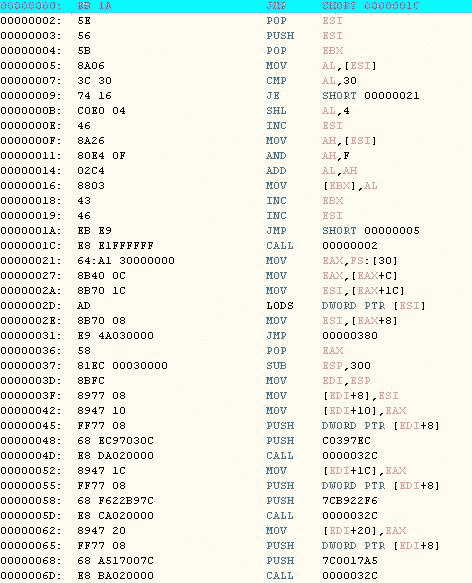 00000000: EB 1A JMP SHORT 0000001C
00000002: 5E POP ESI
00000003: 56 PUSH ESI
00000004: 5B POP EBX
00000005: 8A06 MOV AL,[ESI]
00000007: 3C 30 CMP AL,30
00000009: 74 16 JE SHORT 00000021
0000000B: C0E0 04 SHL AL,4
0000000E: 46 INC ESI
0000000F: 8A26 MOV AH,[ESI]
00000011: 80E4 0F AND AH,F
00000014: 02C4 ADD AL,AH
00000016: 8803 MOV [EBX],AL
00000018: 43 INC EBX
00000019: 46 INC ESI
0000001A: EB E9 JMP SHORT 00000005
0000001C: E8 E1FFFFFF CALL 00000002
00000021: 64:A1 30000000 MOV EAX,FS:[30]
00000027: 8B40 0C MOV EAX,[EAX+C]
0000002A: 8B70 1C MOV ESI,[EAX+1C]
0000002D: AD LODS DWORD PTR [ESI]
0000002E: 8B70 08 MOV ESI,[EAX+8]
00000031: E9 4A030000 JMP 00000380
00000036: 58 POP EAX
00000037: 81EC 00030000 SUB ESP,300
0000003D: 8BFC MOV EDI,ESP
0000003F: 8977 08 MOV [EDI+8],ESI
00000042: 8947 10 MOV [EDI+10],EAX
00000045: FF77 08 PUSH DWORD PTR [EDI+8]
00000048: 68 EC97030C PUSH C0397EC
0000004D: E8 DA020000 CALL 0000032C
00000052: 8947 1C MOV [EDI+1C],EAX
00000055: FF77 08 PUSH DWORD PTR [EDI+8]
00000058: 68 F622B97C PUSH 7CB922F6
0000005D: E8 CA020000 CALL 0000032C
00000062: 8947 20 MOV [EDI+20],EAX
00000065: FF77 08 PUSH DWORD PTR [EDI+8]
00000068: 68 A517007C PUSH 7C0017A5
0000006D: E8 BA020000 CALL 0000032C